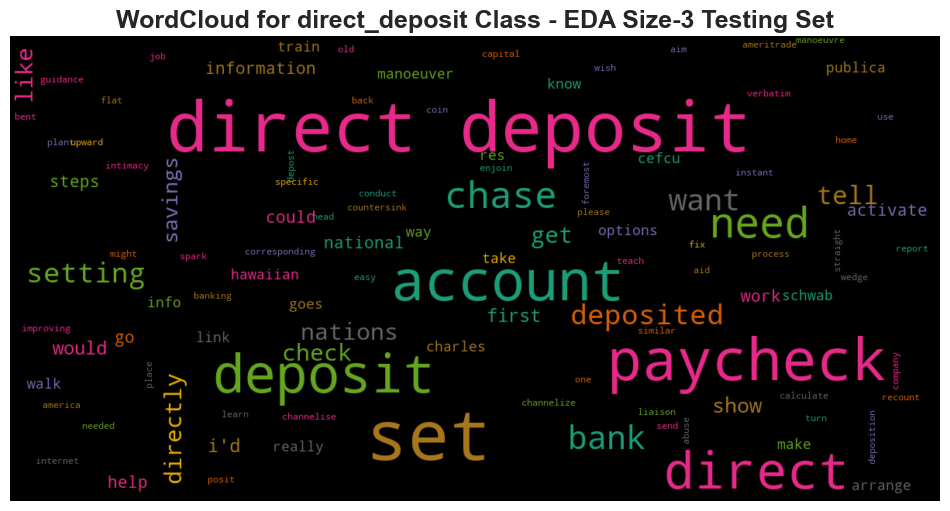 WordCloud for direct_deposit Class - EDA Size-3 Testing Set
like
job
train
old
capital
aim
ameritrade
manoeuvre
guidance
information
manoeuver
know
wish
publica
flat
back
coin
verbatim
bent
direct deposit
use
plant
upward
home
intimacy
depost
res
enjoin
cefcu
instant
steps
savings
specific
conduct
chase
foremost
want
tell
countersink
please
activate
could
head
way
get
options
need
national
take
fix
straight
report
might
spark
corresponding
teach
process
setting
hawaiian
easy
account
aid
wedge
info
banking
goes
first
deposited
work
schwab
improving
go
link
nations
similar
would
check
charles
paycheck
place
walk
directly
deposit
one
company
calculate
recount
america
learn
channelise
channelize
liaison
show
needed
set
send
abuse
turn
i'd
really
bank
make
deposition
internet
help
posit
direct
arrange